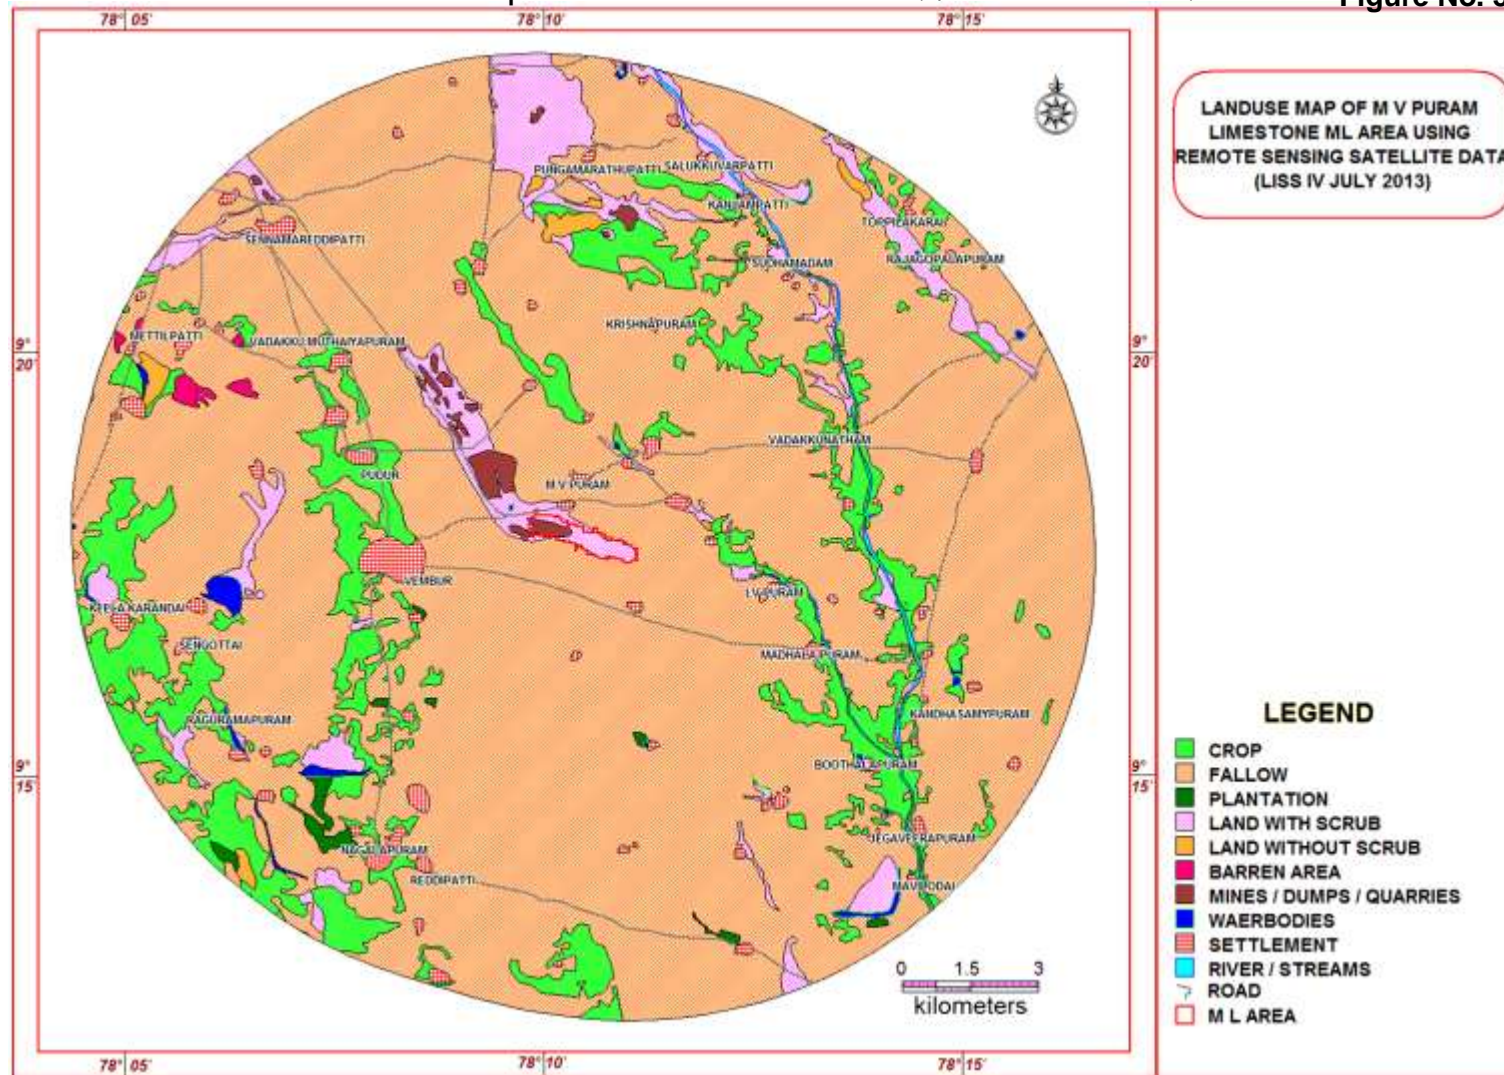 Figure No. 3
78° 05'
78° 10'
78° 15'
LANDUSE MAP OF M V PURAM
LIMESTONE ML AREA USING
REMOTE SENSING SATELLITE DATA
(LISS IV JULY 2013)
PUNGAMARATHUPATTI
SALUKKUVARPATTI
KANJAMPATTI
TOPPILAKARAI
SENNAMAREDDIPATTI
SUDHAMADAM
RAJAGOPALAPURAM
KRISHNAPURAM
METTILPATTI
VADAKKU MUTHAIYAPURAM
9°
20'
9°
20'
VADAKKUNATHAM
PUDUR
M V PURAM
VEMBUR
I.V.PURAM
KEELA KARANDAI
SENGOTTAI
MADHALA PURAM
RAGURAMAPURAM
KANDHASAMYPURAM
BOOTHALAPURAM
9°
15'
9°
15'
JEGAVEERAPURAM
NAGALAPURAM
REDDIPATTI
MAVILODAI
LEGEND
CROP
FALLOW
PLANTATION
LAND WITH SCRUB
LAND WITHOUT SCRUB
BARREN AREA
MINES / DUMPS / QUARRIES
WAERBODIES
SETTLEMENT
RIVER / STREAMS
ROAD
M L AREA
0 1.5 3
kilometers
78° 05'
78° 10'
78° 15'